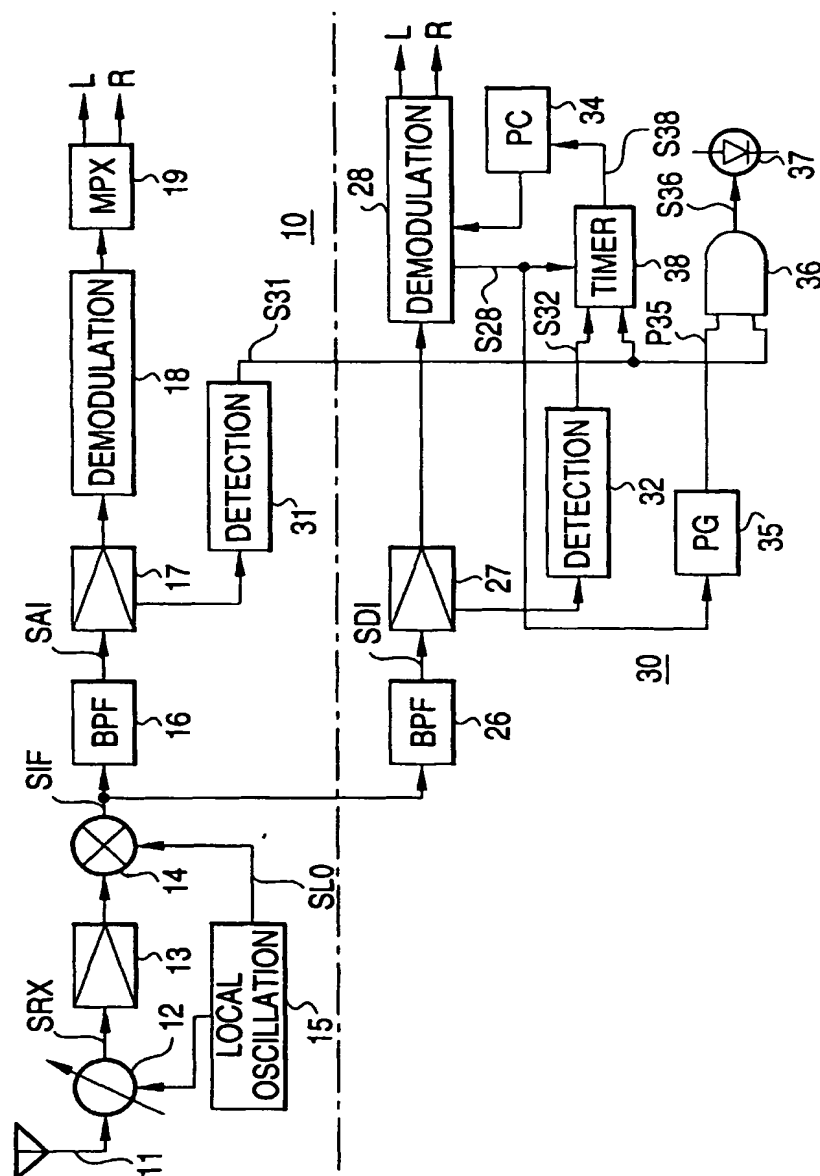 11
SRX
12
13
14
LOCAL
OSCILLATION
15
SL0
SIF
BPF
16
SAI
17
DEMODULATION
18
MPX
19
L
R
DETECTION
31
S31
10
BPF
26
SDI
27
DEMODULATION
28
L
R
DETECTION
32
S32
S28
TIMER
38
S38
PC
34
30
PG
35
P35
36
S36
37